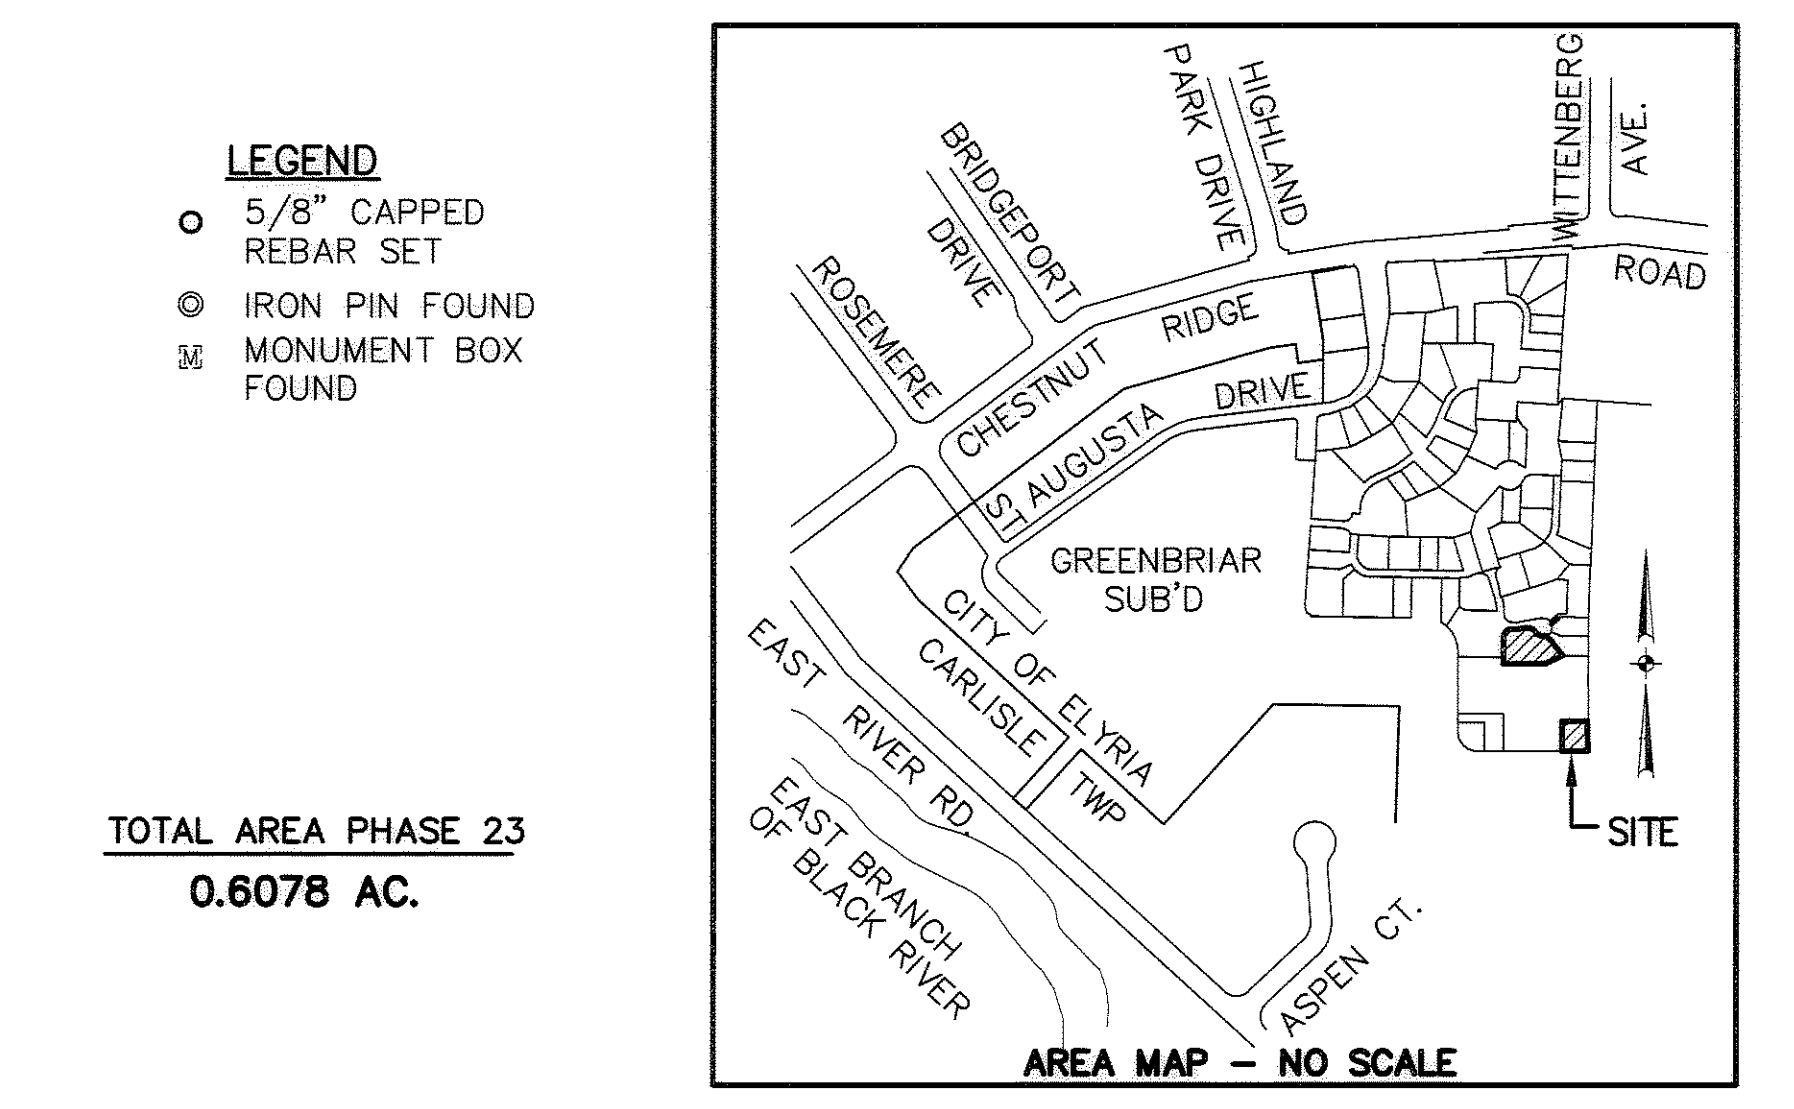 LEGEND
5/8" CAPPED
REBAR SET
IRON PIN FOUND
M
MONUMENT BOX
FOUND
TOTAL AREA PHASE 23
0.6078 AC.
BRIDGEPORT
DRIVE
HIGHLAND
PARK DRIVE
WITTENBERG
AVE.
ROSEMERE
CHESTNUT
RIDGE
ROAD
ST AUGUSTA
DRIVE
GREENBRIAR
SUB'D
CITY OF ELYRIA
CARLISLE
TWP
EAST
RIVER RD.
EAST BRANCH
OF BLACK RIVER
ASPEN CT.
SITE
AREA MAP – NO SCALE